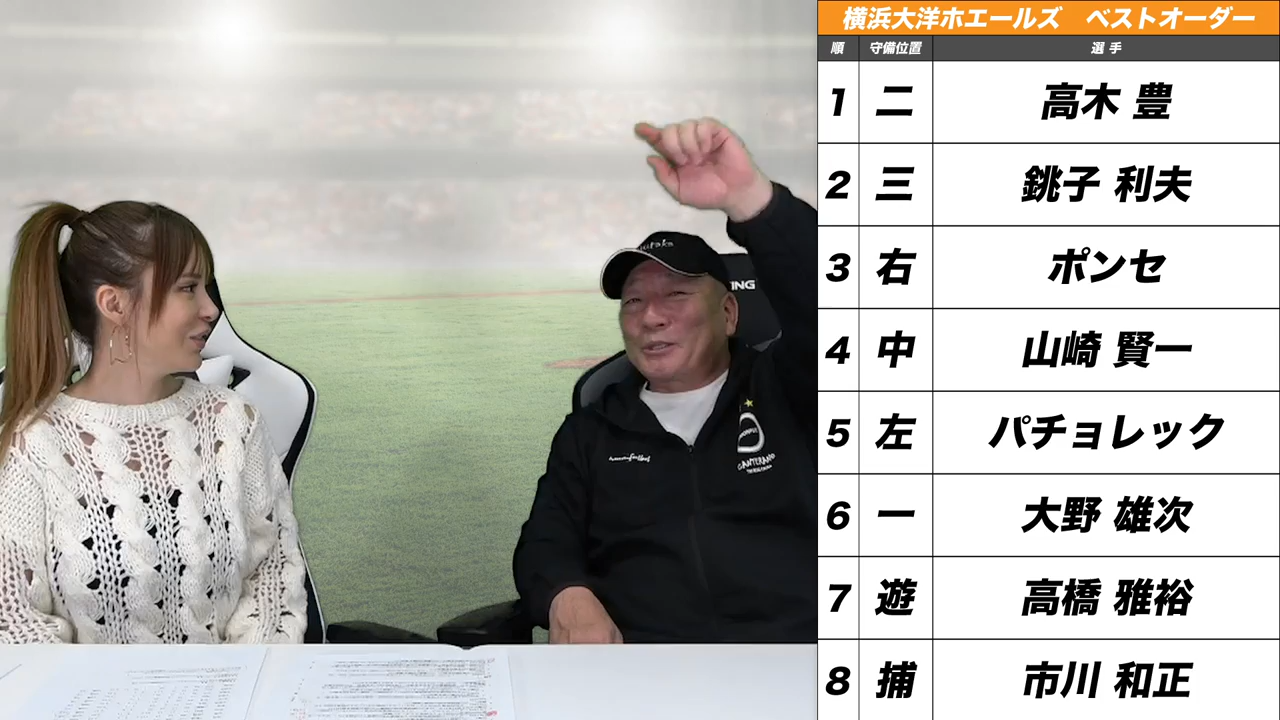 横浜大洋ホエールズ　ベストオーダー
順 守備位置 選手
1 二 高木 豊
2 三 銚子 利夫
3 右 ポンセ
4 中 山崎 賢一
5 左 パチョレック
6 一 大野 雄次
7 遊 高橋 雅裕
8 捕 市川 和正
ING